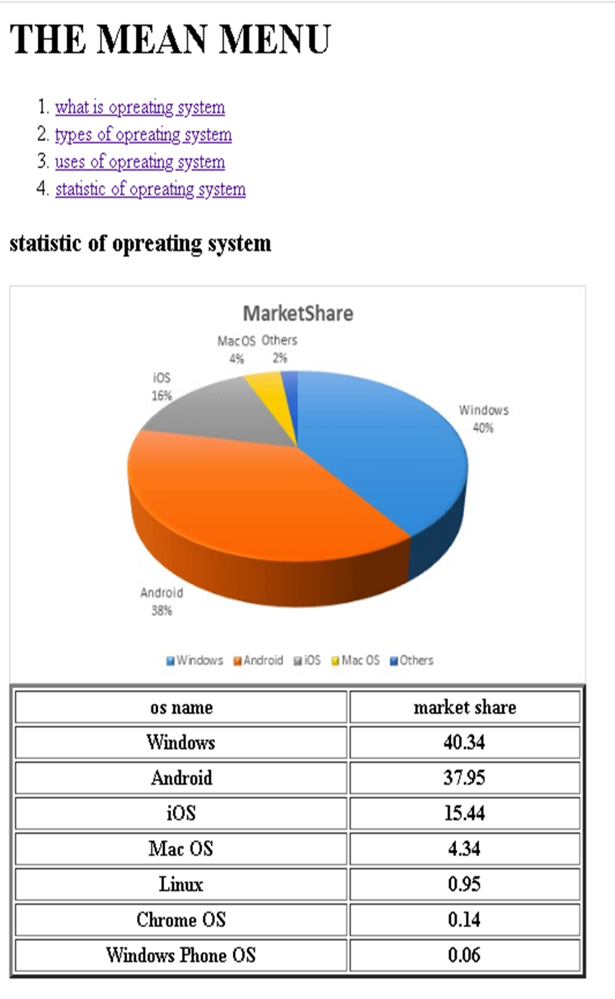 THE MEAN MENU
1. what is opreating system
2. types of opreating system
3. uses of opreating system
4. statistic of opreating system
statistic of opreating system
MarketShare
Mac OS Others
4% 2%
iOS
16%
Windows
40%
Android
38%
Windows Android iOS Mac OS Others
os name market share
Windows 40.34
Android 37.95
iOS 15.44
Mac OS 4.34
Linux 0.95
Chrome OS 0.14
Windows Phone OS 0.06